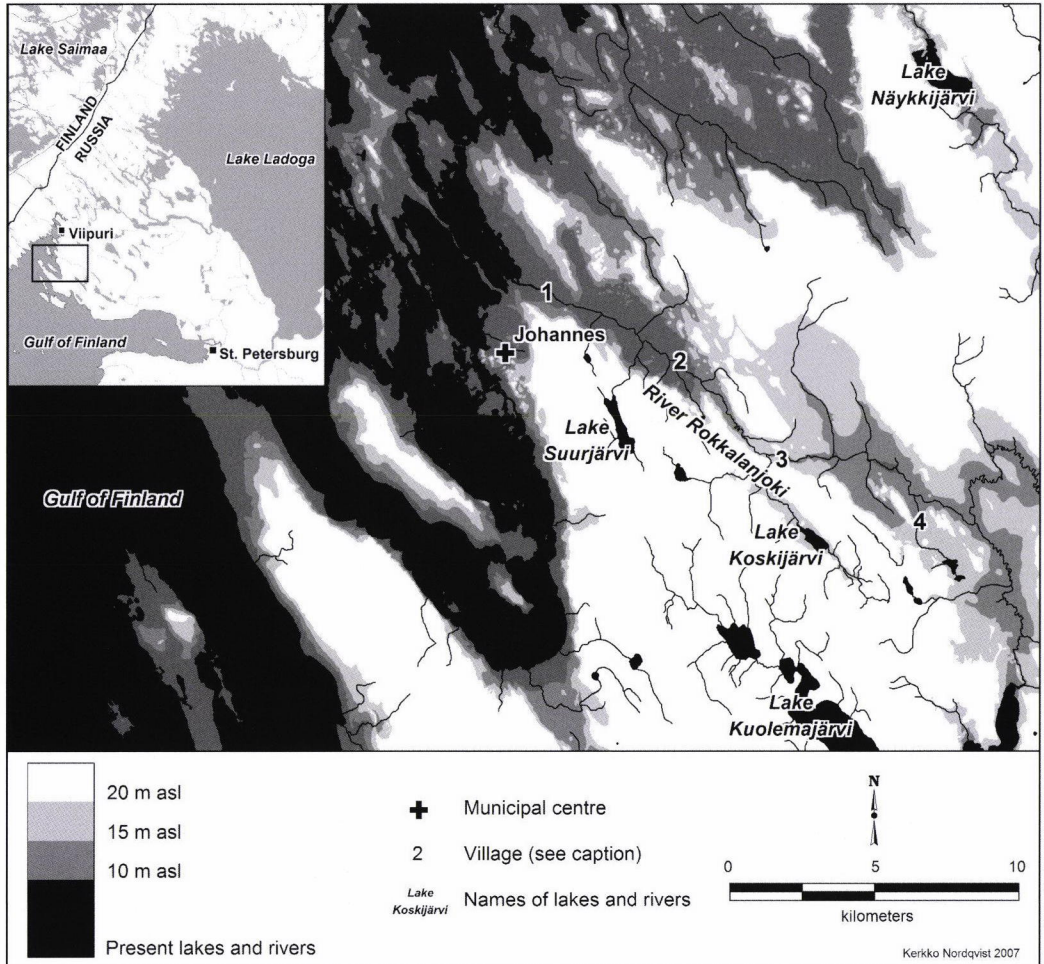 Lake Saimaa
FINLAND
RUSSIA
Lake Ladoga
Viipuri
Gulf of Finland
St. Petersburg
Lake
Näykkijärvi
1
Johannes
2
Lake
Suurjärvi
River Rokkalanjoki
3
Gulf of Finland
4
Lake
Koskijärvi
Lake
Kuolemajärvi
20 m asl
15 m asl
10 m asl
Present lakes and rivers
Municipal centre
2 Village (see caption)
Lake
Koskijärvi
Names of lakes and rivers
N
0 5 10
kilometers
Kerkko Nordqvist 2007